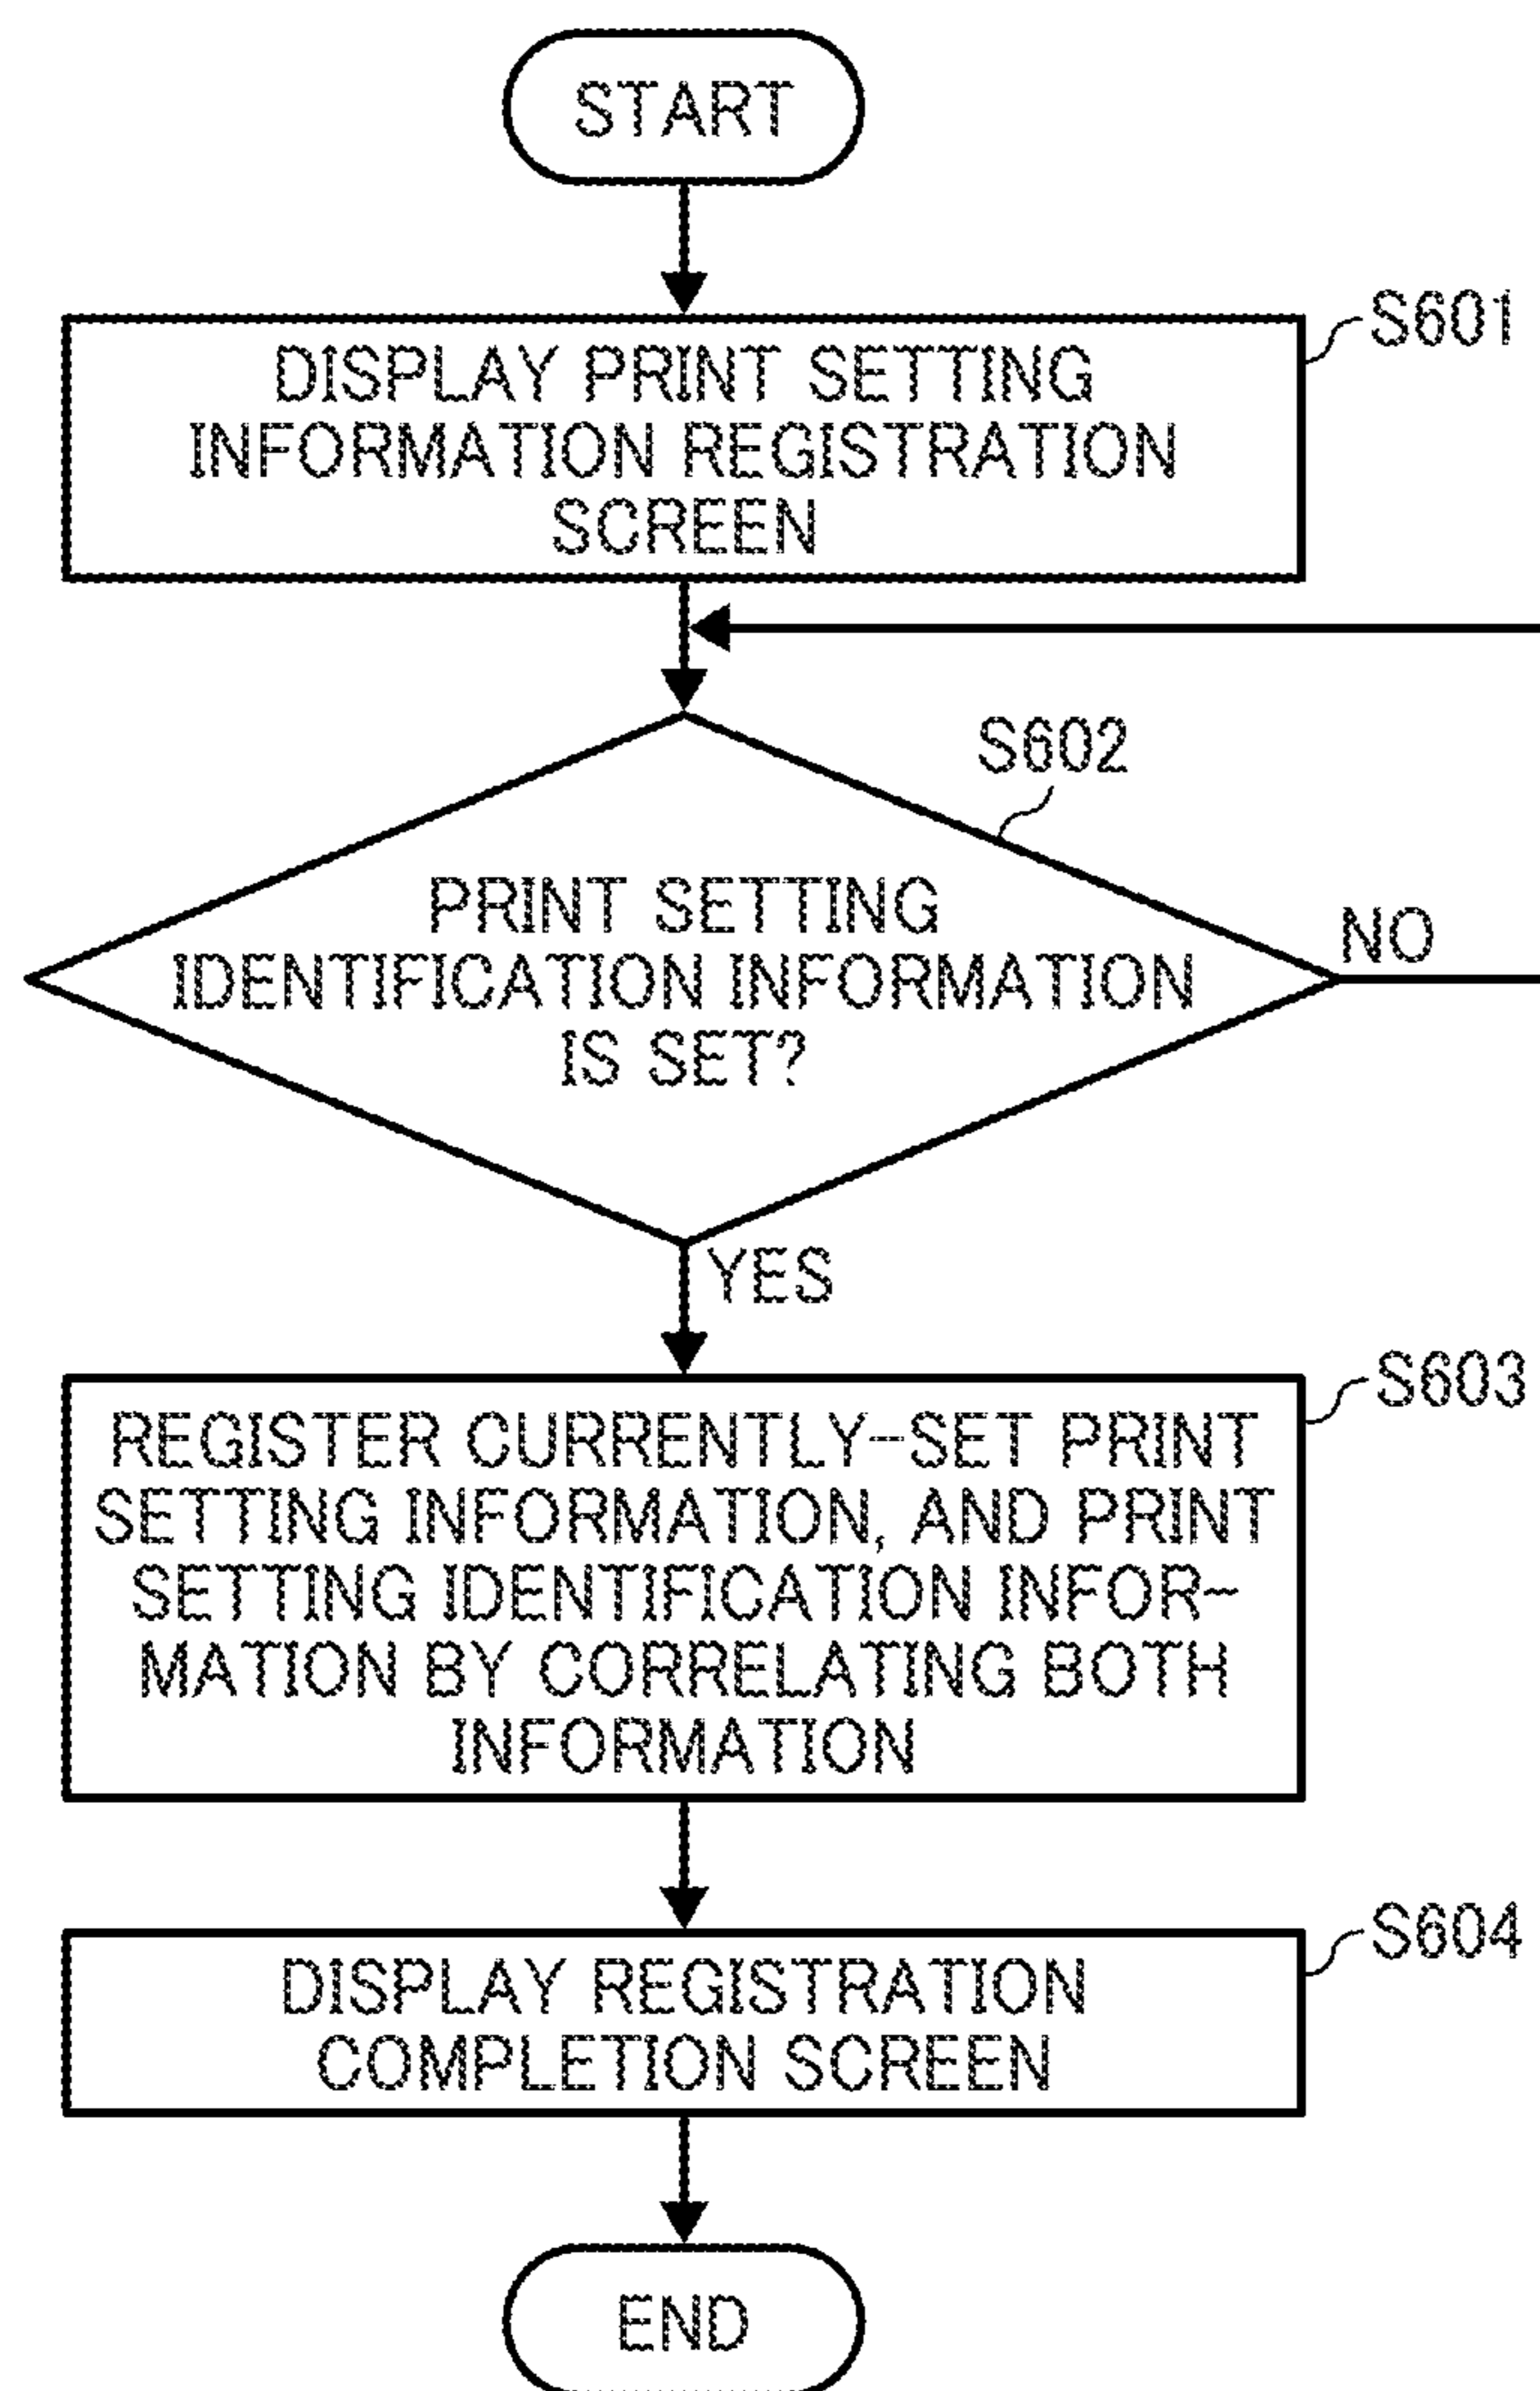 START
S601
DISPLAY PRINT SETTING
INFORMATION REGISTRATION
SCREEN
S602
PRINT SETTING
IDENTIFICATION INFORMATION
IS SET?
NO
YES
S603
REGISTER CURRENTLY-SET PRINT
SETTING INFORMATION, AND PRINT
SETTING IDENTIFICATION INFOR-
MATION BY CORRELATING BOTH
INFORMATION
S604
DISPLAY REGISTRATION
COMPLETION SCREEN
END